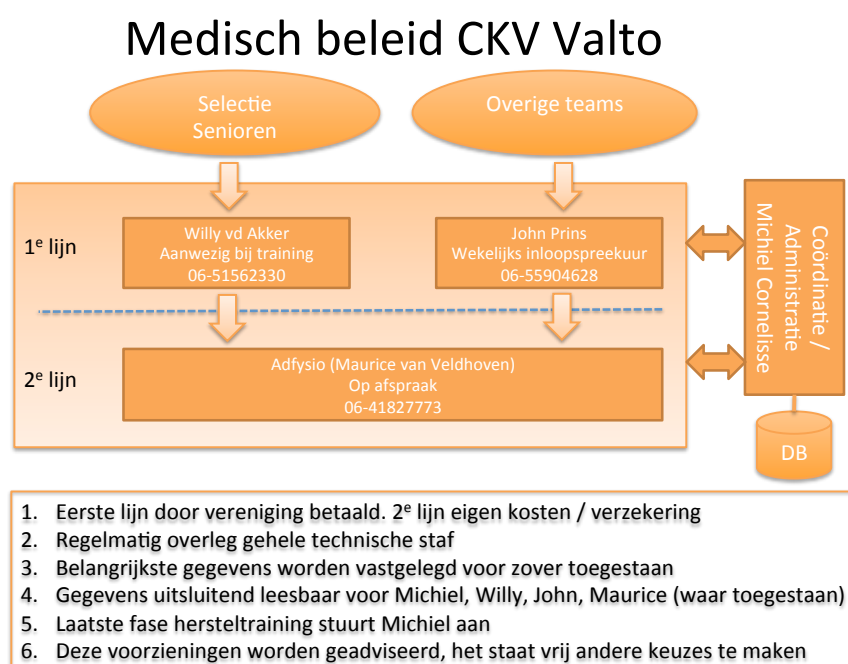 Medisch beleid CKV Valto
Selectie
Senioren
Overige teams
1e lijn
Willy vd Akker
Aanwezig bij training
06-51562330
John Prins
Wekelijks inloopspreekuur
06-55904628
Coördinatie /
Administratie
Michiel Cornelisse
2e lijn
Adfysio (Maurice van Veldhoven)
Op afspraak
06-41827773
DB
1. Eerste lijn door vereniging betaald. 2e lijn eigen kosten / verzekering
2. Regelmatig overleg gehele technische staf
3. Belangrijkste gegevens worden vastgelegd voor zover toegestaan
4. Gegevens uitsluitend leesbaar voor Michiel, Willy, John, Maurice (waar toegestaan)
5. Laatste fase hersteltraining stuurt Michiel aan
6. Deze voorzieningen worden geadviseerd, het staat vrij andere keuzes te maken